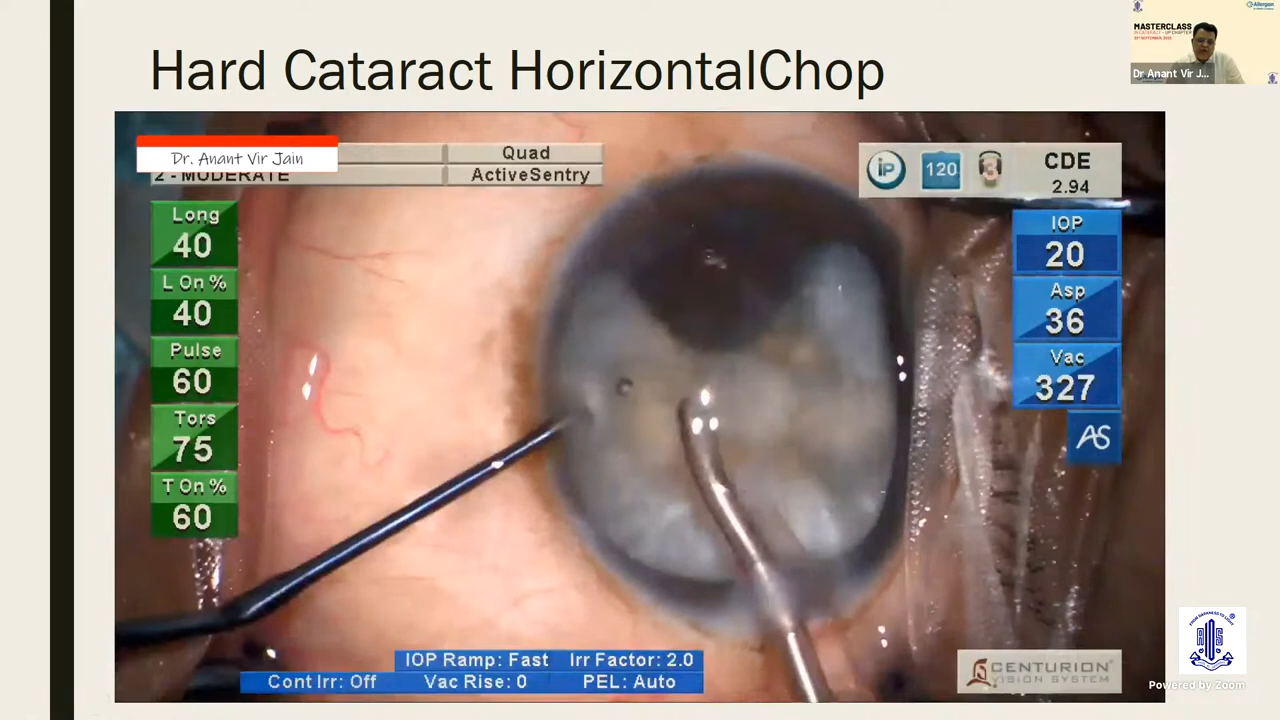 Hard Cataract HorizontalChop
MASTERCLASS
Dr Anant Vir J...
Allergan
Dr. Anant Vir Jain
2 - MODERATE
Quad
ActiveSentry
iP
120
3
CDE
2.94
Long
40
L On %
40
Pulse
60
Tors
75
T On %
60
IOP
20
Asp
36
Vac
327
AS
IOP Ramp: Fast Irr Factor: 2.0
Cont Irr: Off Vac Rise: 0 PEL: Auto
CENTURION®
VISION SYSTEM
Powered by Zoom